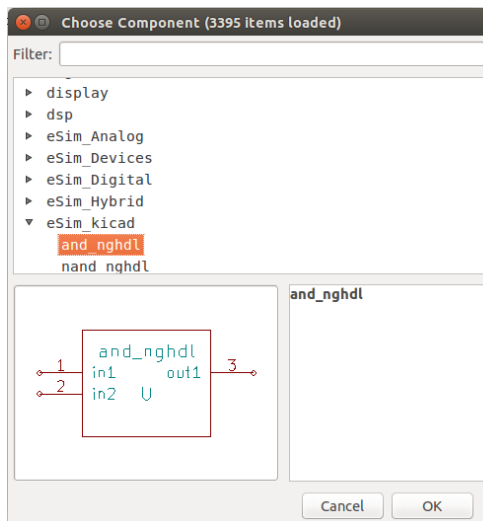 Choose Component (3395 items loaded)
Filter:
display
dsp
eSim_Analog
eSim_Devices
eSim_Digital
eSim_Hybrid
eSim_kicad
and_nghdl
nand_nghdl
and_nghdl
1 in1 out1 3
2 in2 U
and_nghdl
Cancel OK